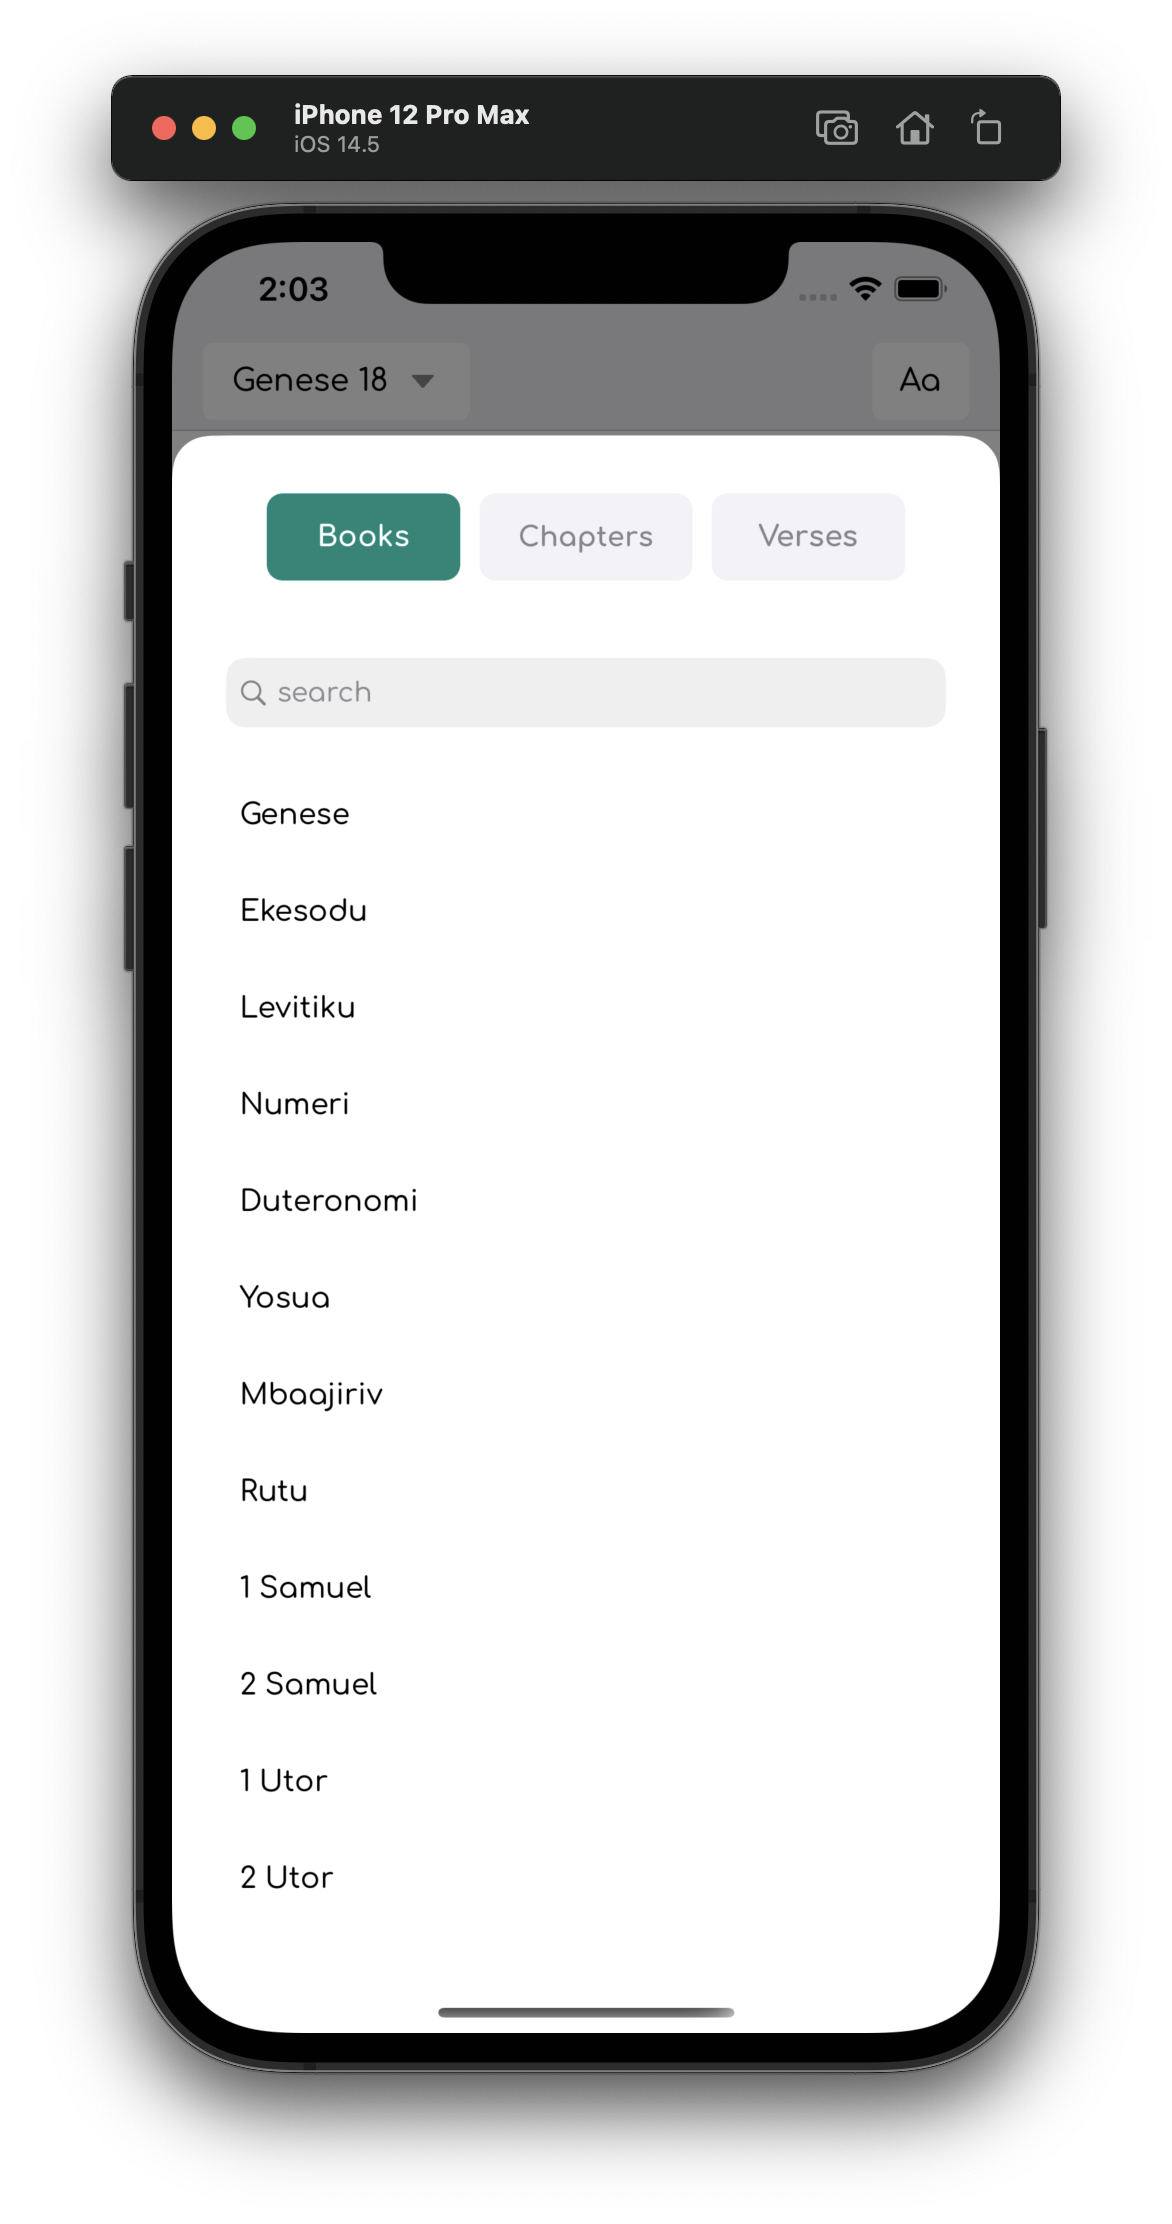 iPhone 12 Pro Max
iOS 14.5
2:03
Genese 18
Aa
Books
Chapters
Verses
search
Genese
Ekesodu
Levitiku
Numeri
Duteronomi
Yosua
Mbaajiriv
Rutu
1 Samuel
2 Samuel
1 Utor
2 Utor